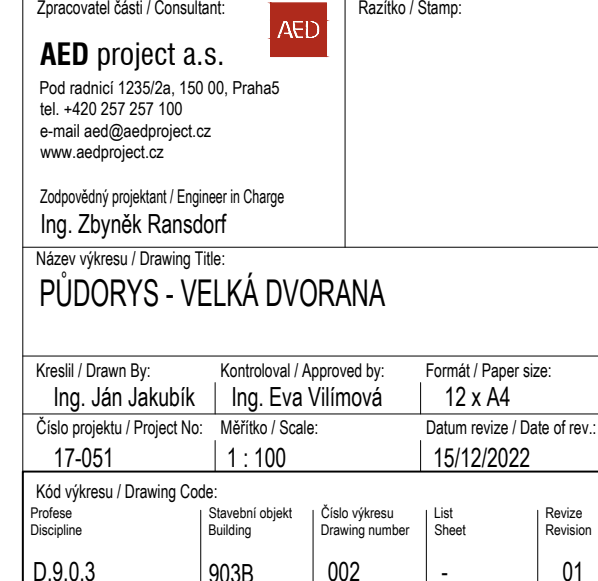 Zpracovatel části / Consultant:
AED
AED project a.s.
Pod radnicí 1235/2a, 150 00, Praha5
tel. +420 257 257 100
e-mail aed@aedproject.cz
www.aedproject.cz
Zodpovědný projektant / Engineer in Charge
Ing. Zbyněk Ransdorf
Razítko / Stamp:
Název výkresu / Drawing Title:
PŮDORYS - VELKÁ DVORANA
Kreslil / Drawn By:
Ing. Ján Jakubík
Kontroloval / Approved by:
Ing. Eva Vilímová
Formát / Paper size:
12 x A4
Číslo projektu / Project No:
17-051
Měřítko / Scale:
1 : 100
Datum revize / Date of rev.:
15/12/2022
Kód výkresu / Drawing Code:
Profese
Discipline
D.9.0.3
Stavební objekt
Building
903B
Číslo výkresu
Drawing number
002
List
Sheet
-
Revize
Revision
01